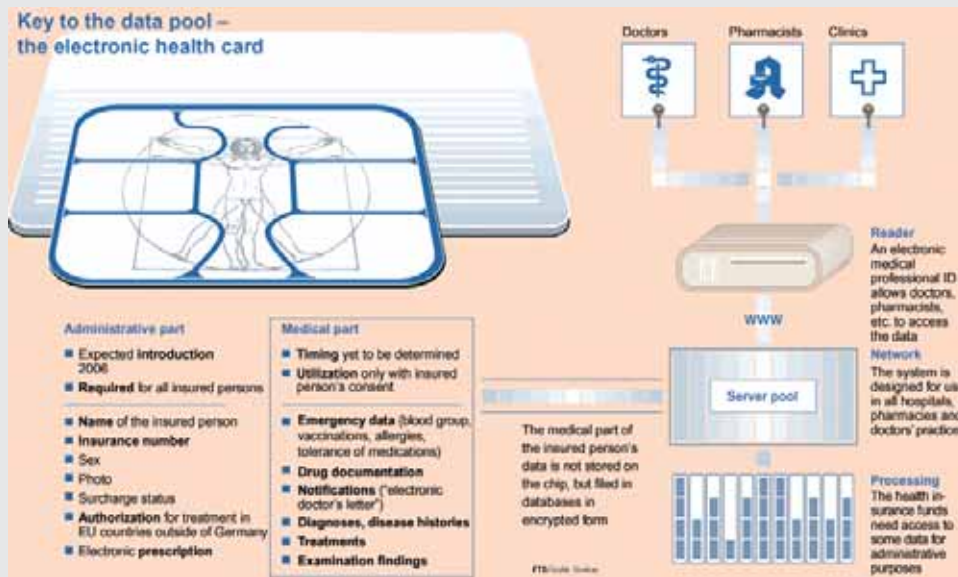 Key to the data pool –
the electronic health card
Doctors
Pharmacists
Clinics
Reader
An electronic
medical
professional ID
allows doctors,
pharmacists,
etc. to access
the data
WWW
Network
The system is
designed for use
in all hospitals,
pharmacies and
doctors' practice
Server pool
Processing
The health in-
surance funds
need access to
some data for
administrative
purposes
Administrative part
Expected introduction
2006
Required for all insured persons
Name of the insured person
Insurance number
Sex
Photo
Surcharge status
Authorization for treatment in
EU countries outside of Germany
Electronic prescription
Medical part
Timing yet to be determined
Utilization only with insured
person's consent
Emergency data (blood group,
vaccinations, allergies,
tolerance of medications)
Drug documentation
Notifications ("electronic
doctor's letter")
Diagnoses, disease histories
Treatments
Examination findings
The medical part
of the insured person's
data is not stored on
the chip, but filed in
databases in
encrypted form